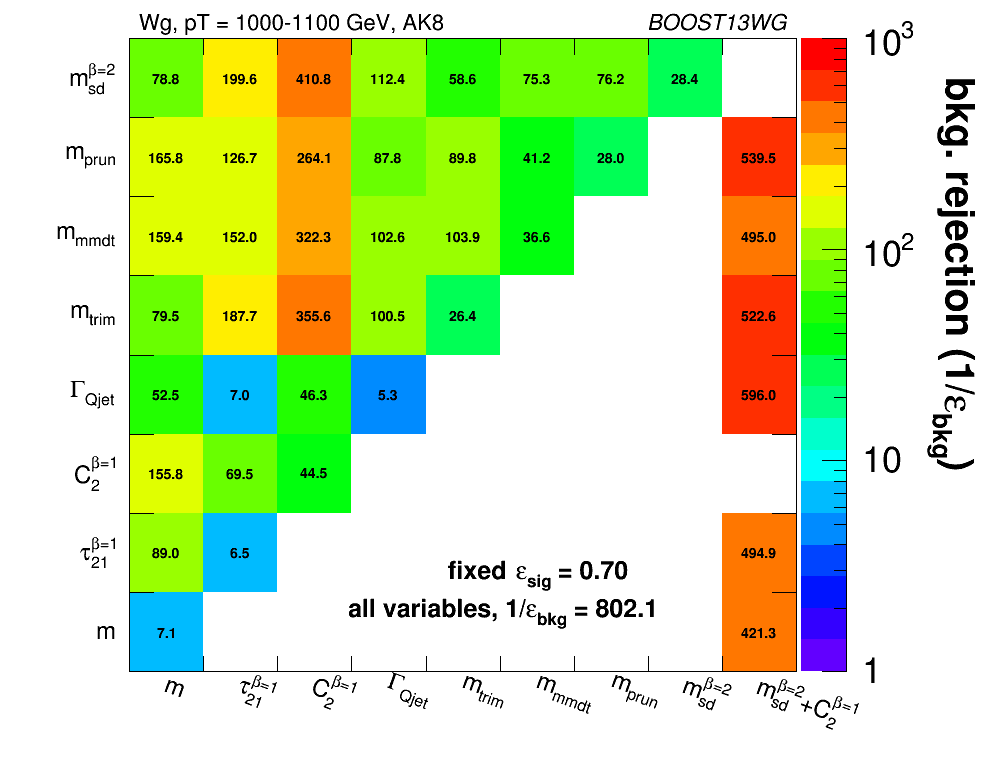 Wg, pT = 1000-1100 GeV, AK8 BOOST13WG
m_sd^β=2 78.8 199.6 410.8 112.4 58.6 75.3 76.2 28.4
m_prun 165.8 126.7 264.1 87.8 89.8 41.2 28.0 539.5
m_mmdt 159.4 152.0 322.3 102.6 103.9 36.6 495.0
m_trim 79.5 187.7 355.6 100.5 26.4 522.6
Γ_Qjet 52.5 7.0 46.3 5.3 596.0
C_2^β=1 155.8 69.5 44.5
τ_21^β=1 89.0 6.5 494.9
m 7.1 421.3
fixed ε_sig = 0.70
all variables, 1/ε_bkg = 802.1
m τ_21^β=1 C_2^β=1 Γ_Qjet m_trim m_mmdt m_prun m_sd^β=2 m_sd^β=2+C_2^β=1
10^3
10^2
10
1
bkg. rejection (1/ε_bkg)